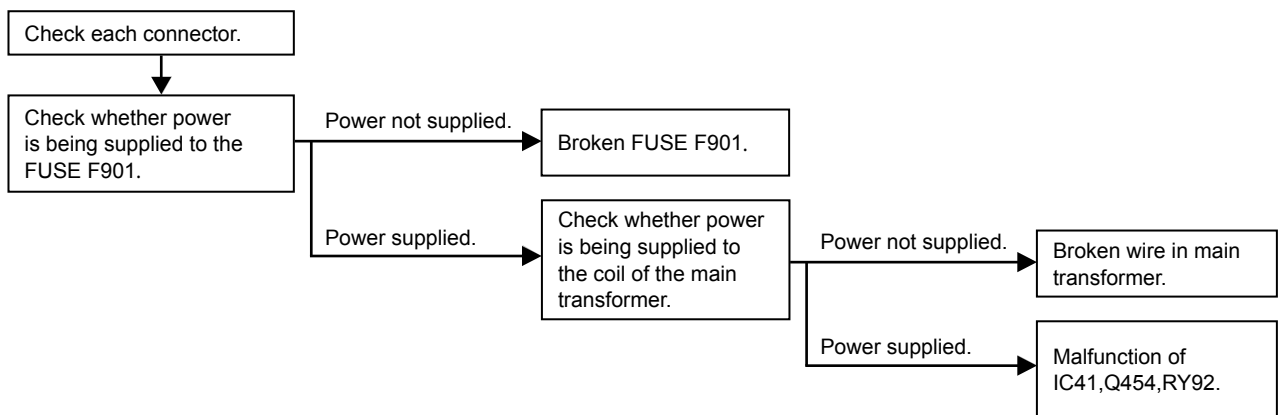 Check each connector.
Check whether power
is being supplied to the
FUSE F901.
Power not supplied.
Broken FUSE F901.
Power supplied.
Check whether power
is being supplied to
the coil of the main
transformer.
Power not supplied.
Broken wire in main
transformer.
Power supplied.
Malfunction of
IC41,Q454,RY92.